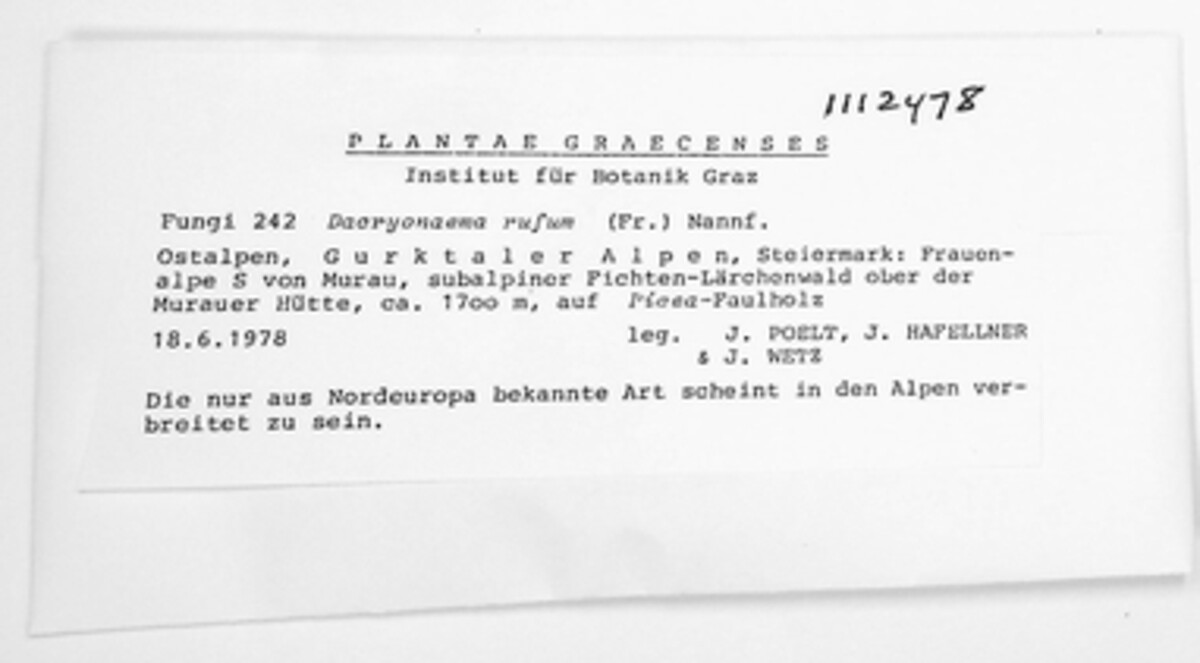 1112478
PLANTAE GRAECENSES
Institut für Botanik Graz
Fungi 242 Dacryonaema rufum (Fr.) Nannf.
Ostalpen, Gurktaler Alpen, Steiermark: Frauen-
alpe S von Murau, subalpiner Fichten-Lärchenwald ober der
Murauer Hütte, ca. 17oo m, auf Picea-Faulholz
18.6.1978 leg. J. POELT, J. HAFELLNER
& J. WETZ
Die nur aus Nordeuropa bekannte Art scheint in den Alpen ver-
breitet zu sein.